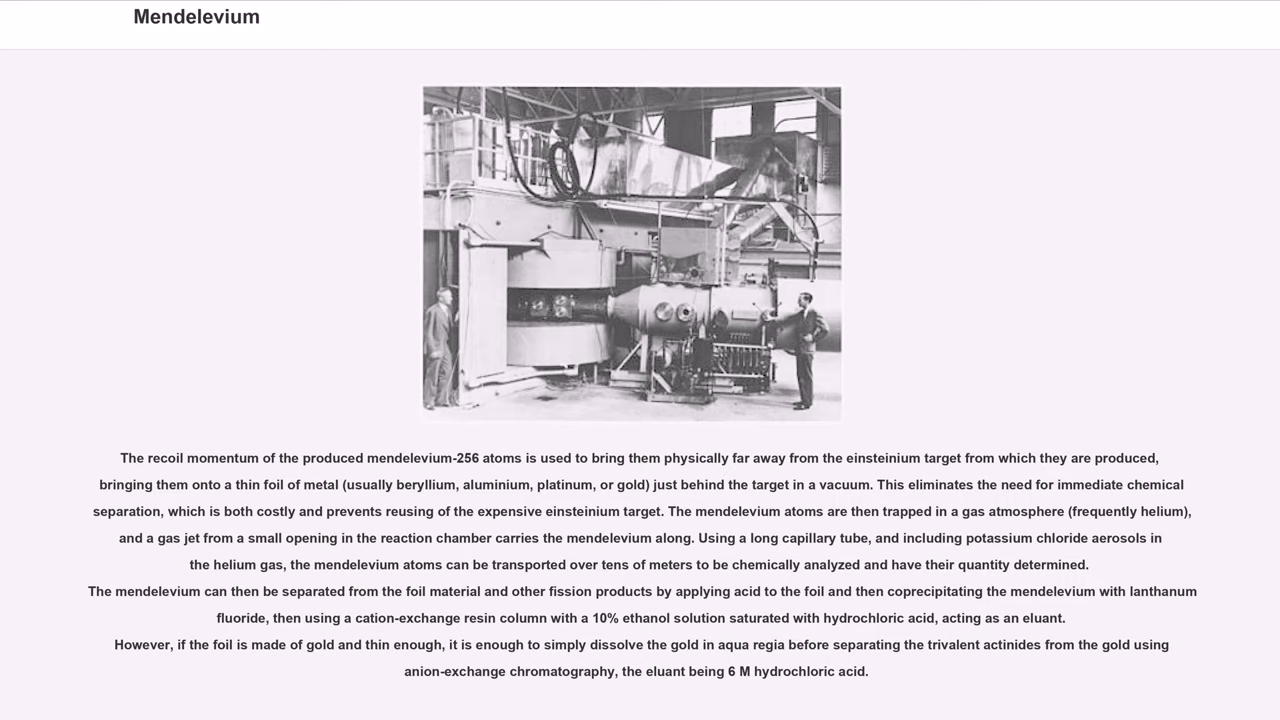 Mendelevium
The recoil momentum of the produced mendelevium-256 atoms is used to bring them physically far away from the einsteinium target from which they are produced,
bringing them onto a thin foil of metal (usually beryllium, aluminium, platinum, or gold) just behind the target in a vacuum. This eliminates the need for immediate chemical
separation, which is both costly and prevents reusing of the expensive einsteinium target. The mendelevium atoms are then trapped in a gas atmosphere (frequently helium),
and a gas jet from a small opening in the reaction chamber carries the mendelevium along. Using a long capillary tube, and including potassium chloride aerosols in
the helium gas, the mendelevium atoms can be transported over tens of meters to be chemically analyzed and have their quantity determined.
The mendelevium can then be separated from the foil material and other fission products by applying acid to the foil and then coprecipitating the mendelevium with lanthanum
fluoride, then using a cation-exchange resin column with a 10% ethanol solution saturated with hydrochloric acid, acting as an eluant.
However, if the foil is made of gold and thin enough, it is enough to simply dissolve the gold in aqua regia before separating the trivalent actinides from the gold using
anion-exchange chromatography, the eluant being 6 M hydrochloric acid.